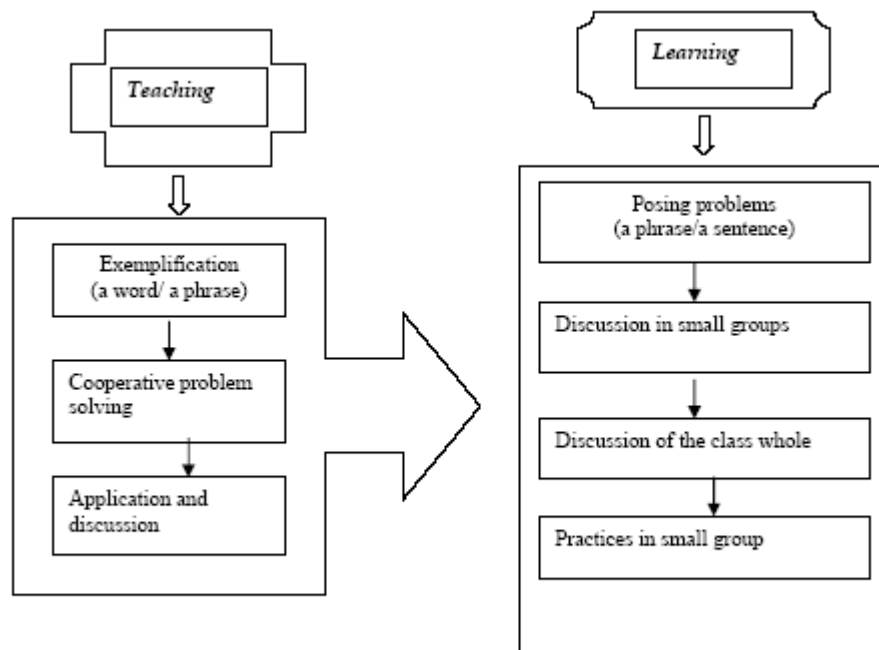 Teaching
Exemplification
(a word/ a phrase)
Cooperative problem
solving
Application and
discussion
Learning
Posing problems
(a phrase/a sentence)
Discussion in small groups
Discussion of the class whole
Practices in small group